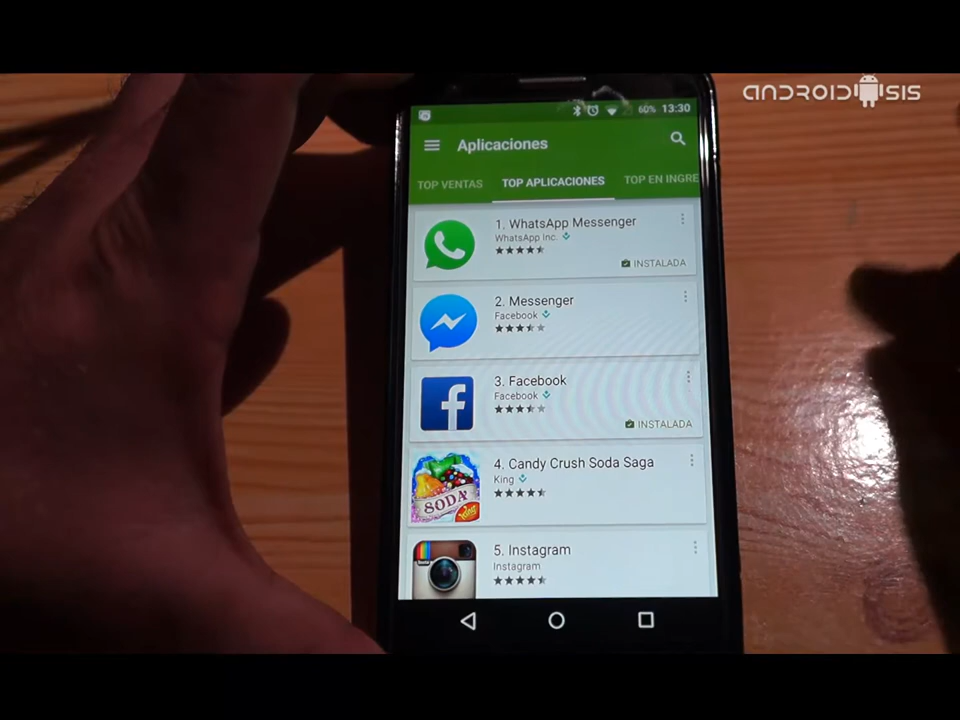 ANDROIDSIS
60% 13:30
Aplicaciones
TOP VENTAS TOP APLICACIONES TOP EN INGRE
1. WhatsApp Messenger
WhatsApp Inc.
INSTALADA
2. Messenger
Facebook
3. Facebook
Facebook
INSTALADA
4. Candy Crush Soda Saga
King
SODA
King
5. Instagram
Instagram